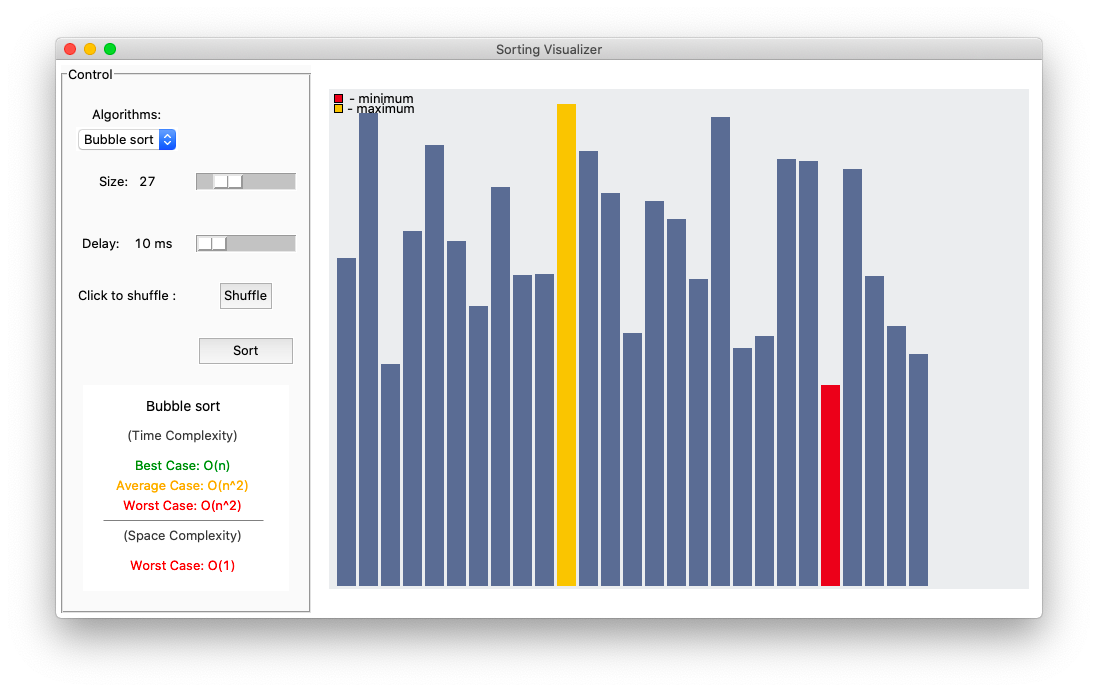 Sorting Visualizer
Control
Algorithms:
Bubble sort
Size: 27
Delay: 10 ms
Click to shuffle : Shuffle
Sort
Bubble sort
(Time Complexity)
Best Case: O(n)
Average Case: O(n^2)
Worst Case: O(n^2)
(Space Complexity)
Worst Case: O(1)
- minimum
- maximum